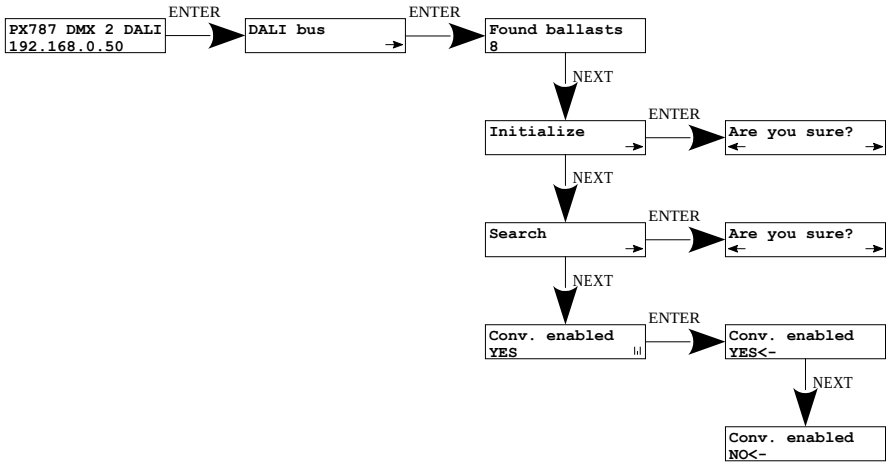 ENTER
ENTER
PX787 DMX 2 DALI
192.168.0.50
DALI bus
Found ballasts
8
NEXT
ENTER
Initialize
Are you sure?
NEXT
ENTER
Search
Are you sure?
NEXT
ENTER
Conv. enabled
YES
Conv. enabled
YES<-
NEXT
Conv. enabled
NO<-